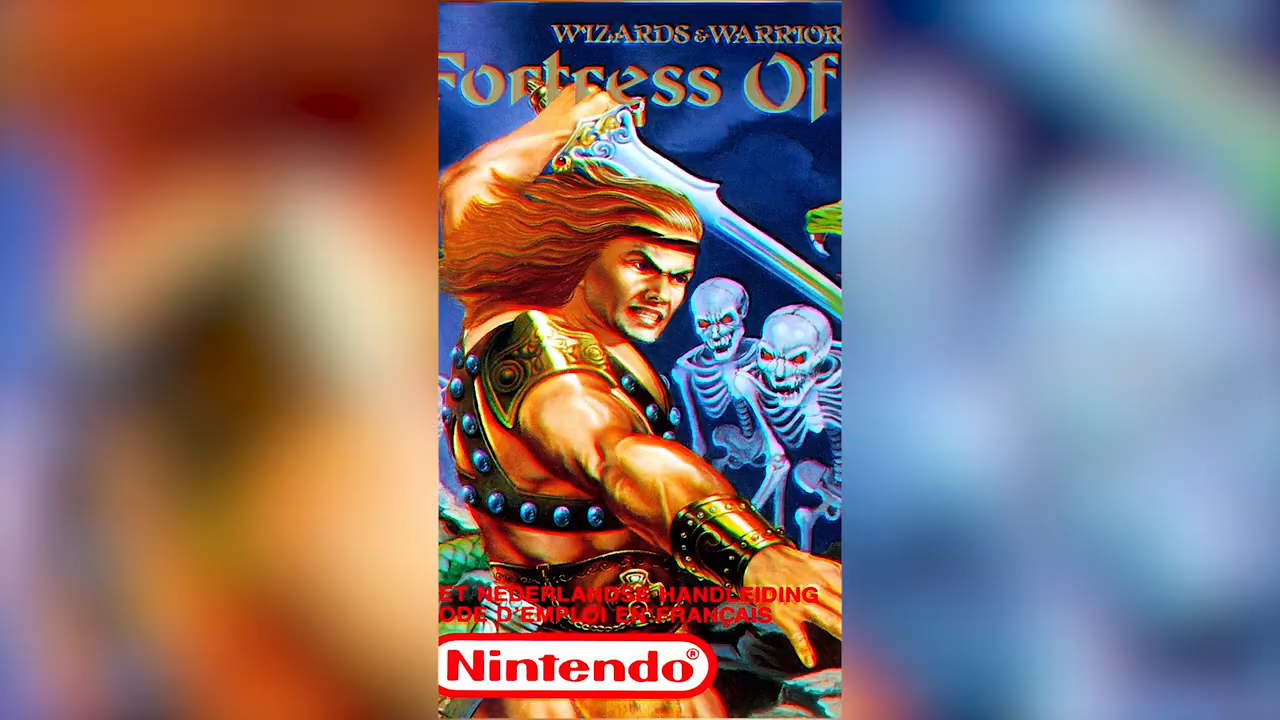 WIZARDS & WARRIOR
Fortress Of
ET NEDERLANDSE HANDLEIDING
ODE D'EMPLOI EN FRANÇAIS
Nintendo®